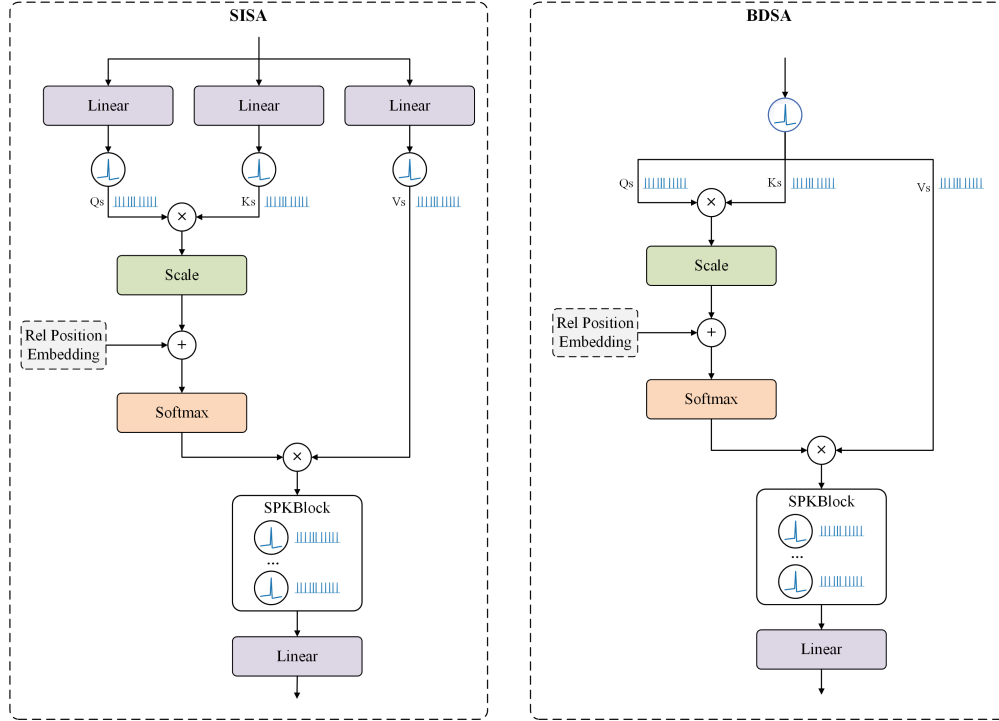 SISA
Linear
Linear
Linear
Qs
Ks
Vs
×
Scale
Rel Position
Embedding
+
Softmax
×
SPKBlock
...
Linear
BDSA
Qs
Ks
Vs
×
Scale
Rel Position
Embedding
+
Softmax
×
SPKBlock
...
Linear